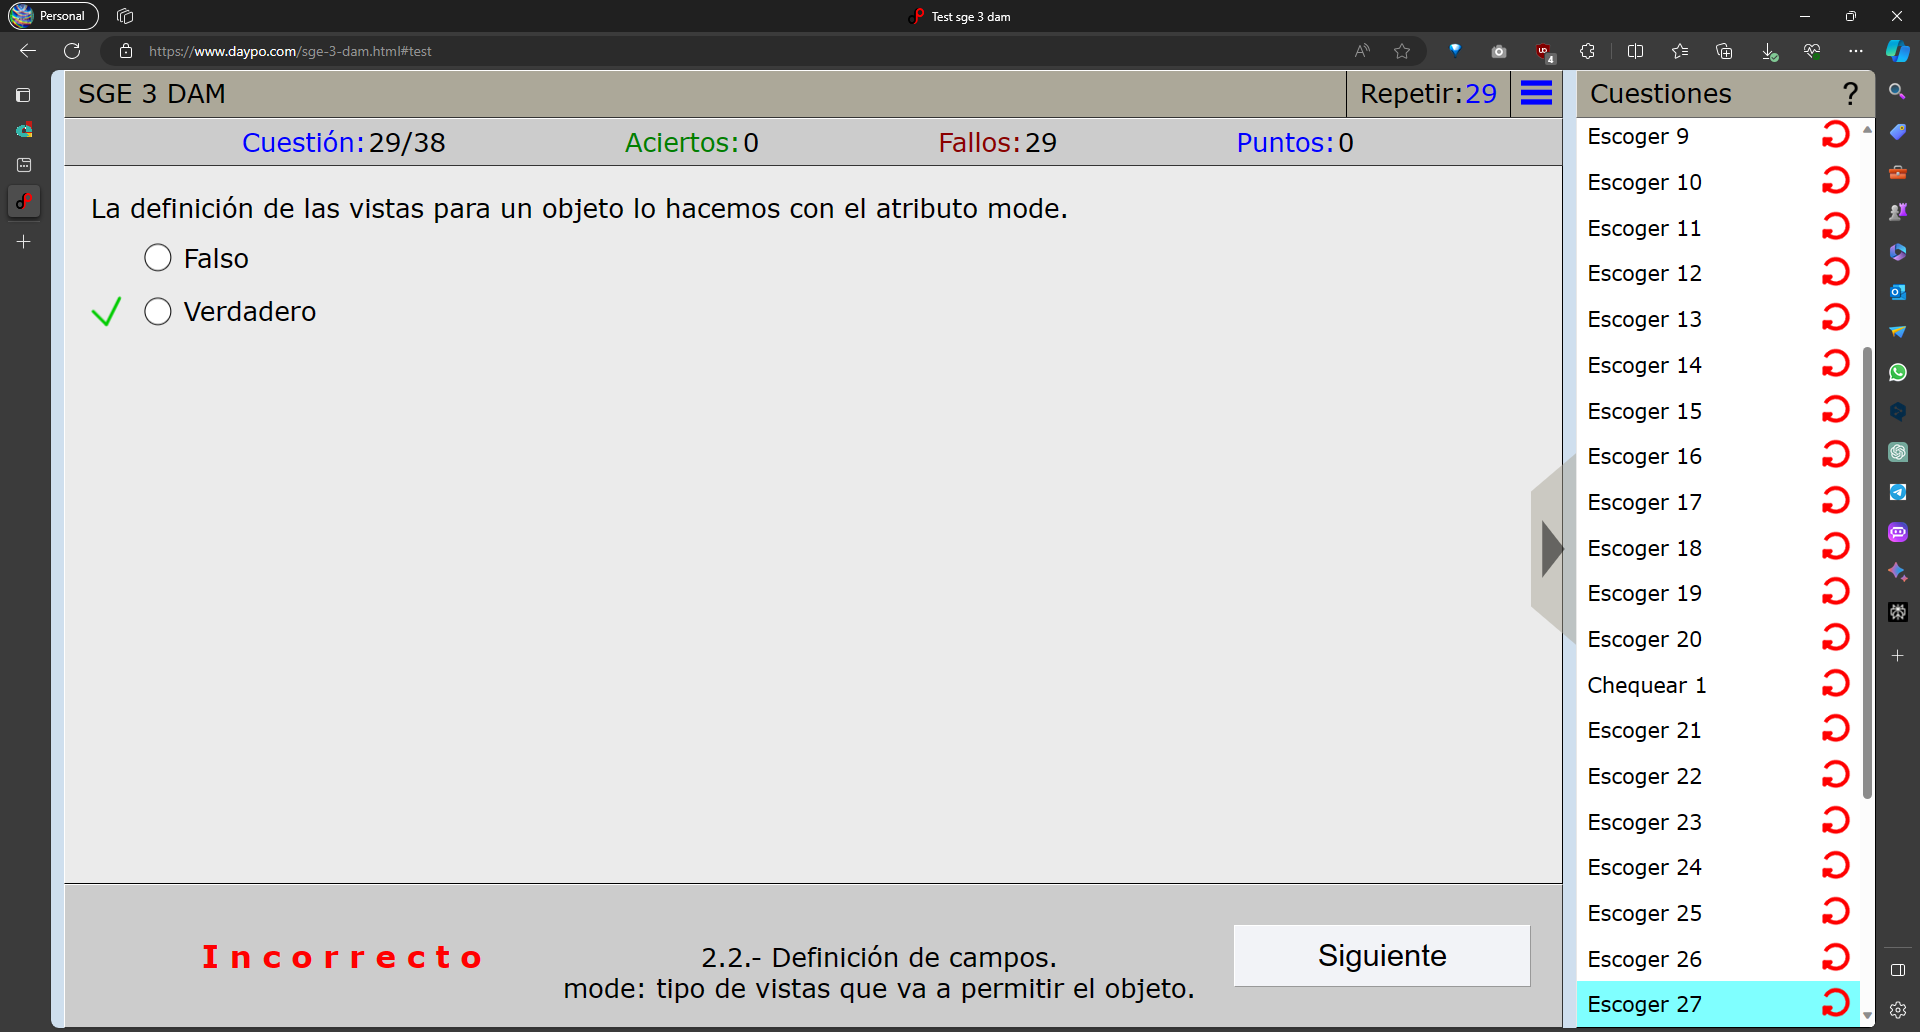 Personal
Test sge 3 dam
https://www.daypo.com/sge-3-dam.html#test
4
SGE 3 DAM
Repetir:29
Cuestión:29/38
Aciertos:0
Fallos:29
Puntos:0
La definición de las vistas para un objeto lo hacemos con el atributo mode.
Falso
Verdadero
Incorrecto
2.2.- Definición de campos.
mode: tipo de vistas que va a permitir el objeto.
Siguiente
Cuestiones
?
Escoger 9
Escoger 10
Escoger 11
Escoger 12
Escoger 13
Escoger 14
Escoger 15
Escoger 16
Escoger 17
Escoger 18
Escoger 19
Escoger 20
Chequear 1
Escoger 21
Escoger 22
Escoger 23
Escoger 24
Escoger 25
Escoger 26
Escoger 27